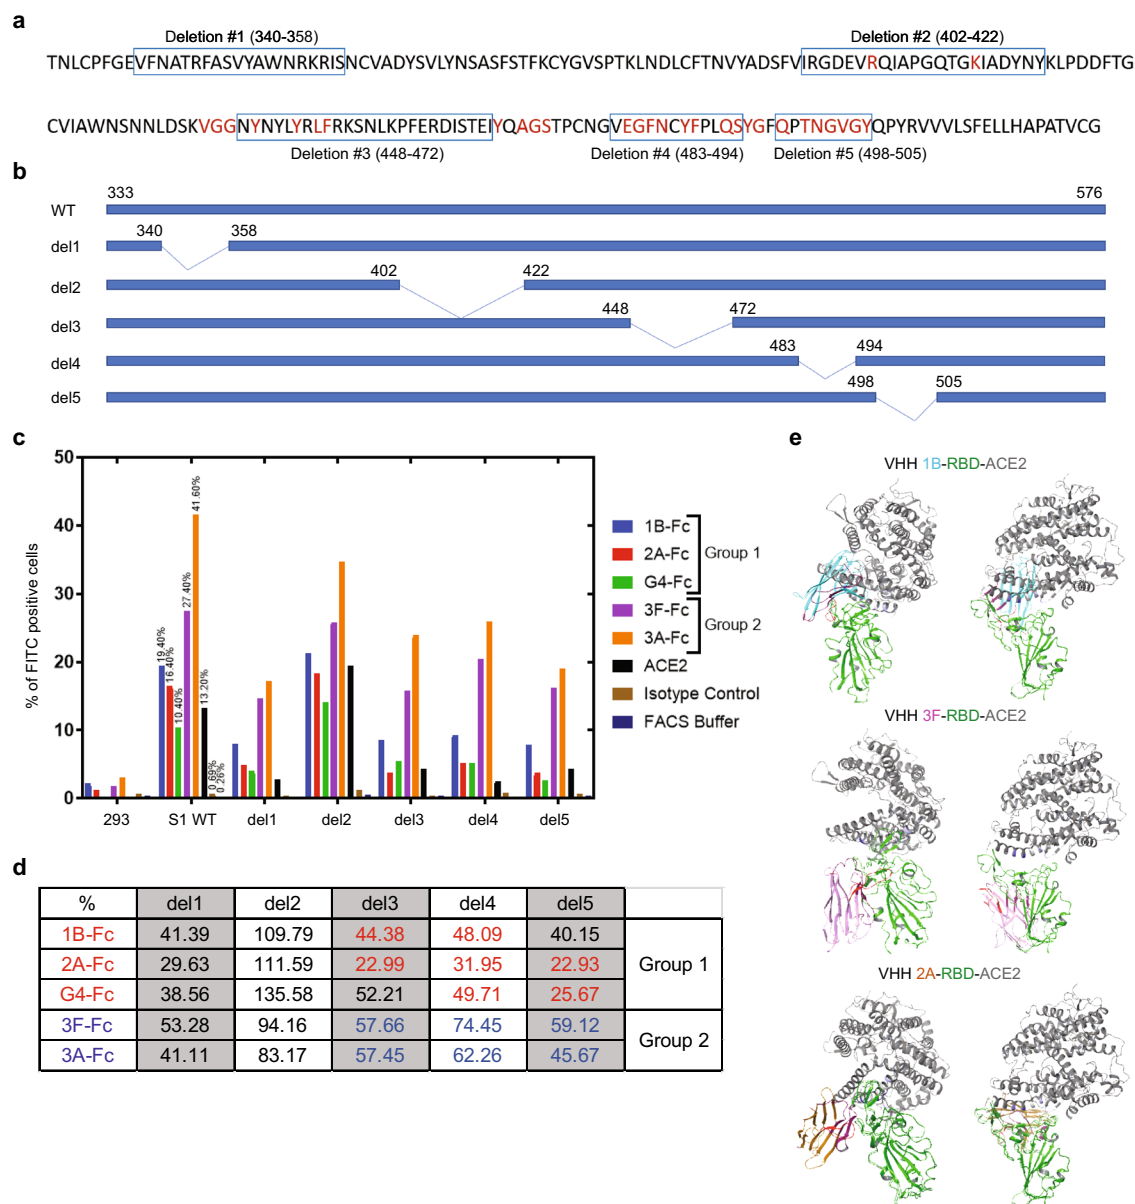 a
Deletion #1 (340-358)
Deletion #2 (402-422)
TNLCPFGEVFNATRFASVYAWNRKRISNCVADYSVLYNSASFSTFKCYGVSPTKLNDLCFTNVYADSFVIRGDEVRQIAPGQTGKIADYNYKLPDDFTG
CVIAWNSNNLDSKVGGNYNYLYRLFRKSNLKPFERDISTEIYQAGSTPCNGVEGFNCYFPLQSYGFQPTNGVGYQPYRVVVLSFELLHAPATVCG
Deletion #3 (448-472)
Deletion #4 (483-494)
Deletion #5 (498-505)
b
333
576
WT
340
358
del1
402
422
del2
448
472
del3
483
494
del4
498
505
del5
c
% of FITC positive cells
50
40
30
20
10
0
19.40%
16.40%
10.40%
27.40%
41.60%
13.20%
0.69%
0.26%
293
S1 WT
del1
del2
del3
del4
del5
1B-Fc
2A-Fc
G4-Fc
Group 1
3F-Fc
3A-Fc
Group 2
ACE2
Isotype Control
FACS Buffer
d
% del1 del2 del3 del4 del5
1B-Fc 41.39 109.79 44.38 48.09 40.15
2A-Fc 29.63 111.59 22.99 31.95 22.93
Group 1
G4-Fc 38.56 135.58 52.21 49.71 25.67
3F-Fc 53.28 94.16 57.66 74.45 59.12
Group 2
3A-Fc 41.11 83.17 57.45 62.26 45.67
e
VHH 1B-RBD-ACE2
VHH 3F-RBD-ACE2
VHH 2A-RBD-ACE2